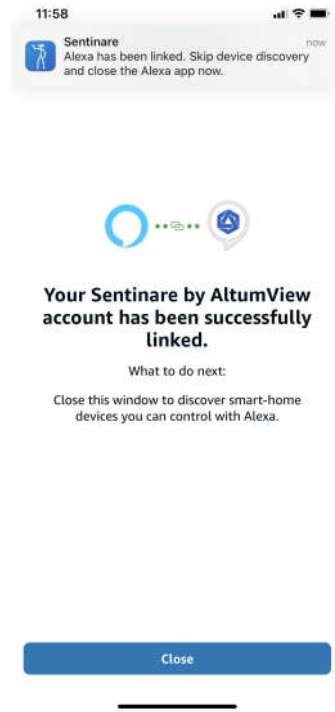 11:58
Sentinare now
Alexa has been linked. Skip device discovery
and close the Alexa app now.
Your Sentinare by AltumView
account has been successfully
linked.
What to do next:
Close this window to discover smart-home
devices you can control with Alexa.
Close